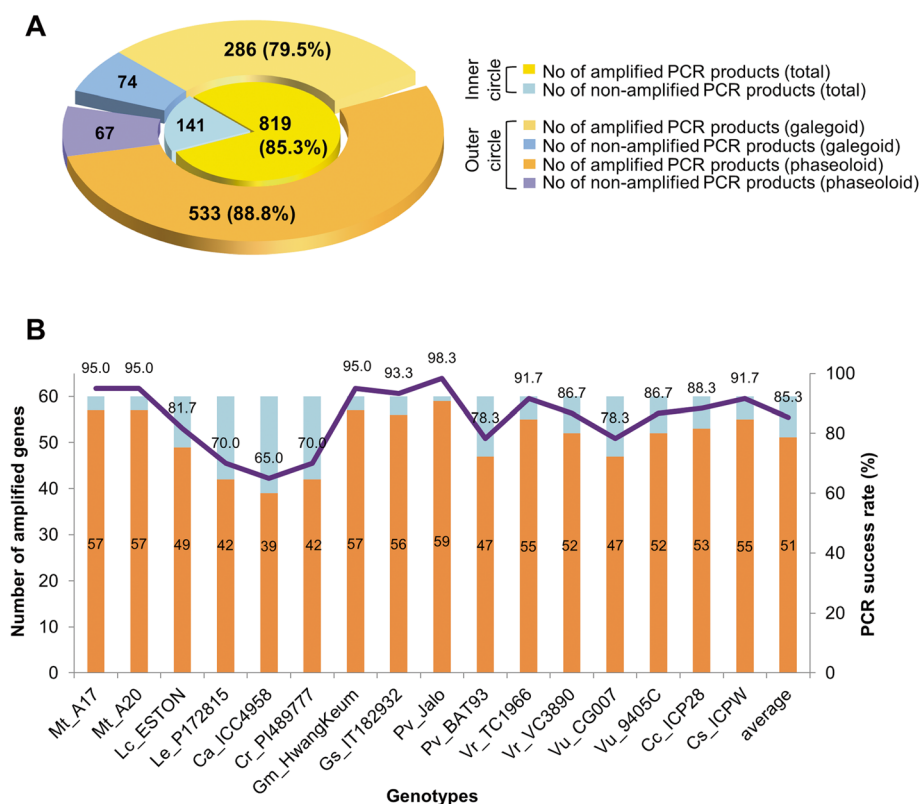 A
286 (79.5%)
74
67
141
819
(85.3%)
533 (88.8%)
Inner
circle
No of amplified PCR products (total)
No of non-amplified PCR products (total)
Outer
circle
No of amplified PCR products (galegoid)
No of non-amplified PCR products (galegoid)
No of amplified PCR products (phaseoloid)
No of non-amplified PCR products (phaseoloid)
B
Number of amplified genes
60
50
40
30
20
10
0
95.0 95.0 81.7 70.0 65.0 70.0 95.0 93.3 98.3 78.3 91.7 86.7 78.3 86.7 88.3 91.7 85.3
57 57 49 42 39 42 57 56 59 47 55 52 47 52 53 55 51
100
80
60
40
20
0
PCR success rate (%)
Mt_A17
Mt_A20
Lc_ESTON
Le_P172815
Ca_ICC4958
Cr_PI489777
Gm_HwangKeum
Gs_IT182932
Pv_Jalo
Pv_BAT93
Vr_TC1966
Vr_VC3890
Vu_CG007
Vu_9405C
Cc_ICP28
Cs_ICPW
average
Genotypes